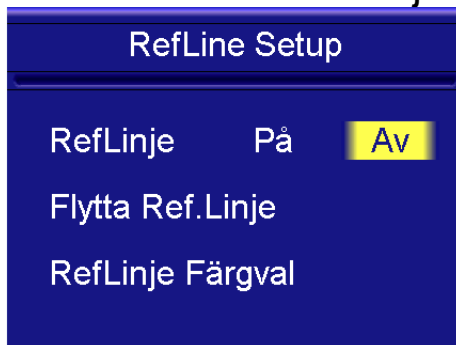 RefLine Setup
RefLinje På Av
Flytta Ref.Linje
RefLinje Färgval